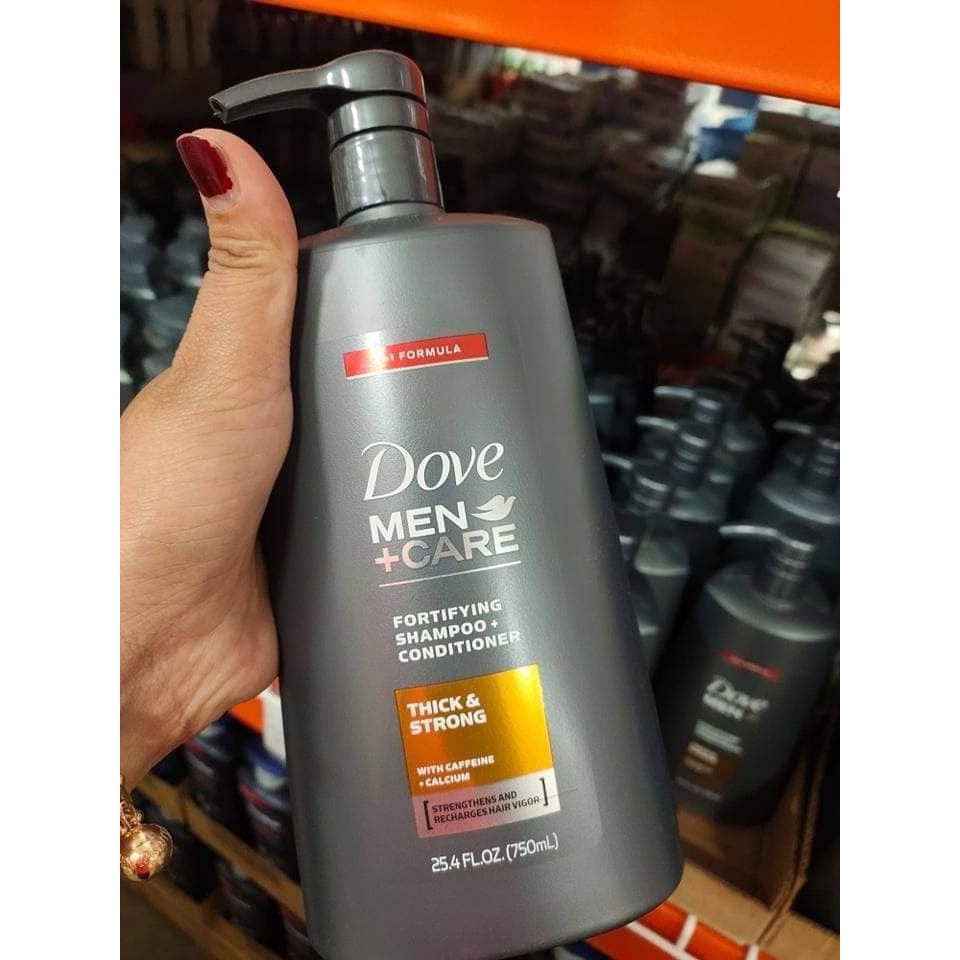 FORMULA
Dove
MEN
+CARE
FORTIFYING
SHAMPOO +
CONDITIONER
THICK &
STRONG
WITH CAFFEINE
+ CALCIUM
STRENGTHENS AND
RECHARGES HAIR VIGOR
25.4 FL.OZ. (750mL)
Dove
MEN